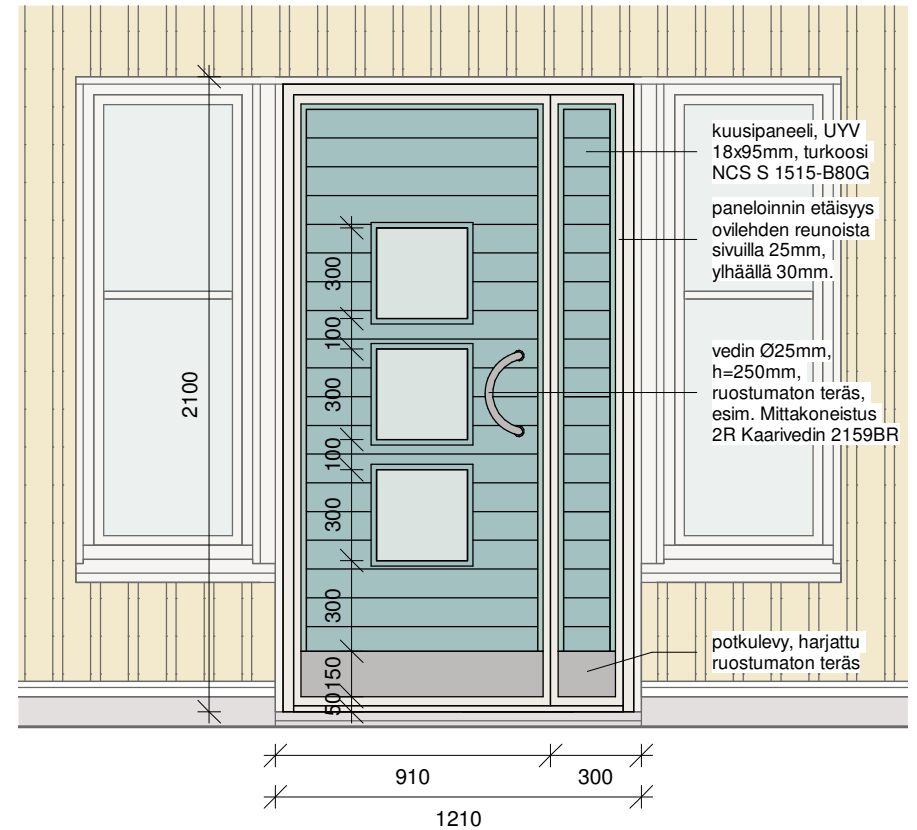 kuusipaneeli, UYV
18x95mm, turkoosi
NCS S 1515-B80G
paneloinnin etäisyys
ovilehden reunoista
sivuilla 25mm,
ylhäällä 30mm.
300
100
300
100
300
300
150
50
2100
vedin Ø25mm,
h=250mm,
ruostumaton teräs,
esim. Mittakoneistus
2R Kaarivedin 2159BR
potkulevy, harjattu
ruostumaton teräs
910
300
1210